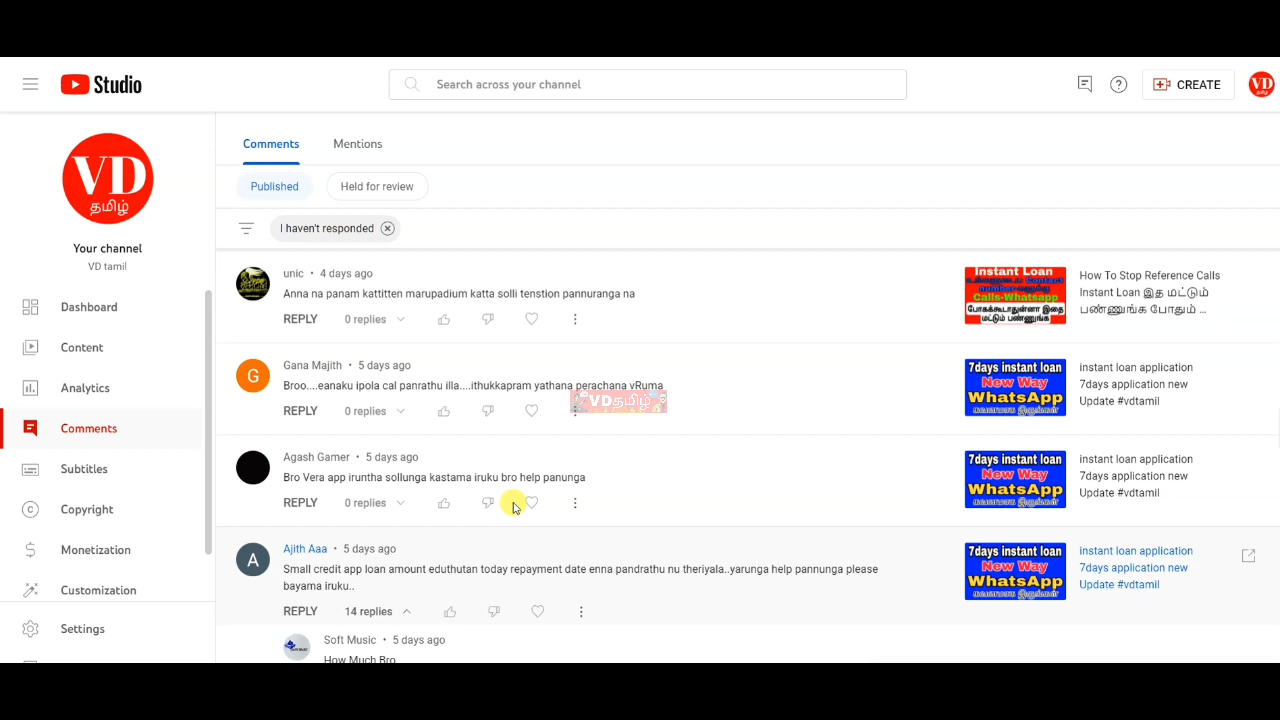 Studio
Search across your channel
CREATE
VD
தமிழ்
VD
தமிழ்
Your channel
VD tamil
Dashboard
Content
Analytics
Comments
Subtitles
Copyright
Monetization
Customization
Settings
Comments Mentions
Published Held for review
I haven't responded
unic • 4 days ago
Anna na panam kattitten marupadium katta solli tenstion pannuranga na
REPLY 0 replies
Instant Loan
Calls-Whatsapp
போகக்கூடாதுன்னா இதை
மட்டும் பண்ணுங்க
How To Stop Reference Calls
Instant Loan இத மட்டும்
பண்ணுங்க போதும் ...
Gana Majith • 5 days ago
Broo....eanaku ipola cal panrathu illa....ithukkapram yathana perachana vRuma
VDதமிழ்
REPLY 0 replies
7days instant loan
New Way
WhatsApp
instant loan application
7days application new
Update #vdtamil
Agash Gamer • 5 days ago
Bro Vera app iruntha sollunga kastama iruku bro help panunga
REPLY 0 replies
7days instant loan
New Way
WhatsApp
instant loan application
7days application new
Update #vdtamil
A
Ajith Aaa • 5 days ago
Small credit app loan amount eduthutan today repayment date enna pandrathu nu theriyala..yarunga help pannunga please
bayama iruku..
REPLY 14 replies
7days instant loan
New Way
WhatsApp
instant loan application
7days application new
Update #vdtamil
Soft Music • 5 days ago
How Much Bro